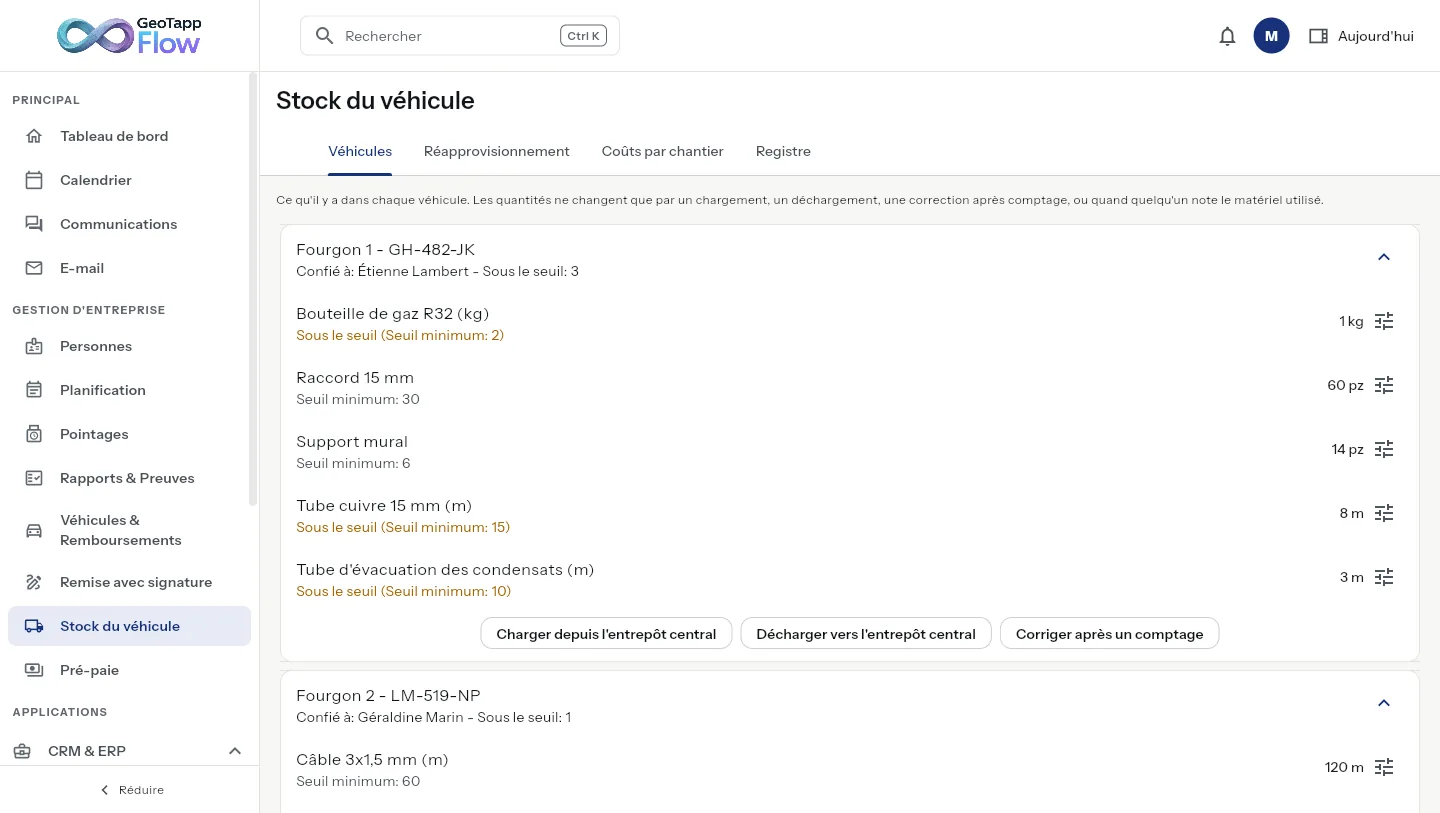 GeoTapp
Flow
Rechercher
Ctrl K
M
Aujourd'hui
PRINCIPAL
Tableau de bord
Calendrier
Communications
E-mail
GESTION D'ENTREPRISE
Personnes
Planification
Pointages
Rapports & Preuves
Véhicules &
Remboursements
Remise avec signature
Stock du véhicule
Pré-paie
APPLICATIONS
CRM & ERP
Réduire
Stock du véhicule
Véhicules
Réapprovisionnement
Coûts par chantier
Registre
Ce qu'il y a dans chaque véhicule. Les quantités ne changent que par un chargement, un déchargement, une correction après comptage, ou quand quelqu'un note le matériel utilisé.
Fourgon 1 - GH-482-JK
Confié à: Étienne Lambert - Sous le seuil: 3
Bouteille de gaz R32 (kg)
Sous le seuil (Seuil minimum: 2)
1 kg
Raccord 15 mm
Seuil minimum: 30
60 pz
Support mural
Seuil minimum: 6
14 pz
Tube cuivre 15 mm (m)
Sous le seuil (Seuil minimum: 15)
8 m
Tube d'évacuation des condensats (m)
Sous le seuil (Seuil minimum: 10)
3 m
Charger depuis l'entrepôt central
Décharger vers l'entrepôt central
Corriger après un comptage
Fourgon 2 - LM-519-NP
Confié à: Géraldine Marin - Sous le seuil: 1
Câble 3x1,5 mm (m)
Seuil minimum: 60
120 m